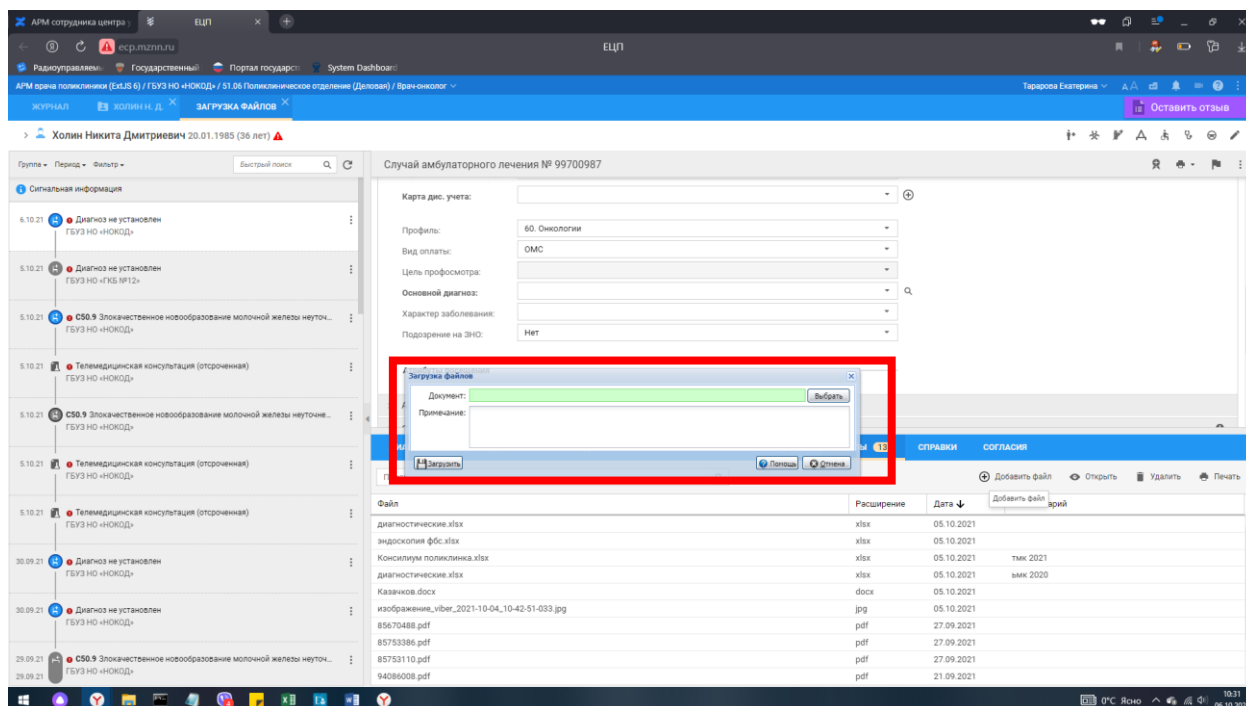 АРМ сотрудника центра у
ЕЦП
ecp.mznn.ru
ЕЦП
Радиоуправляем
Государственный
Портал государст
System Dashboard
АРМ врача поликлиники (ExtJS 6) / ГБУЗ НО «НОКОД» / 51.06 Поликлиническое отделение (Деловая) / Врач-онколог
Тарарова Екатерина
ЖУРНАЛ
ХОЛИН Н. Д.
ЗАГРУЗКА ФАЙЛОВ
Оставить отзыв
Холин Никита Дмитриевич 20.01.1985 (36 лет)
Группа Период Фильтр
Быстрый поиск
Случай амбулаторного лечения № 99700987
Сигнальная информация
6.10.21 Диагноз не установлен
ГБУЗ НО «НОКОД»
5.10.21 Диагноз не установлен
ГБУЗ НО «ГКБ №12»
5.10.21 C50.9 Злокачественное новообразование молочной железы неуточ...
ГБУЗ НО «НОКОД»
5.10.21 Телемедицинская консультация (отсроченная)
ГБУЗ НО «НОКОД»
5.10.21 C50.9 Злокачественное новообразование молочной железы неуточне...
ГБУЗ НО «НОКОД»
5.10.21 Телемедицинская консультация (отсроченная)
ГБУЗ НО «НОКОД»
5.10.21 Телемедицинская консультация (отсроченная)
ГБУЗ НО «НОКОД»
30.09.21 Диагноз не установлен
ГБУЗ НО «НОКОД»
30.09.21 Диагноз не установлен
ГБУЗ НО «НОКОД»
29.09.21 C50.9 Злокачественное новообразование молочной железы неуточ...
29.09.21 ГБУЗ НО «НОКОД»
Карта дис. учета:
Профиль: 60. Онкологии
Вид оплаты: ОМС
Цель профосмотра:
Основной диагноз:
Характер заболевания:
Подозрение на ЗНО: Нет
Загрузка файлов
Документ: Выбрать
Примечание:
Загрузить Помощь Отмена
13 СПРАВКИ СОГЛАСИЯ
Добавить файл Открыть Удалить Печать
Добавить файл
Файл Расширение Дата
диагностические.xlsx xlsx 05.10.2021
эндоскопия фбс.xlsx xlsx 05.10.2021
Консилиум поликлинка.xlsx xlsx 05.10.2021 тмк 2021
диагностические.xlsx xlsx 05.10.2021 вмк 2020
Казачков.docx docx 05.10.2021
изображение_viber_2021-10-04_10-42-51-033.jpg jpg 05.10.2021
85670488.pdf pdf 27.09.2021
85753386.pdf pdf 27.09.2021
85753110.pdf pdf 27.09.2021
94086008.pdf pdf 21.09.2021
0°C Ясно
10:31